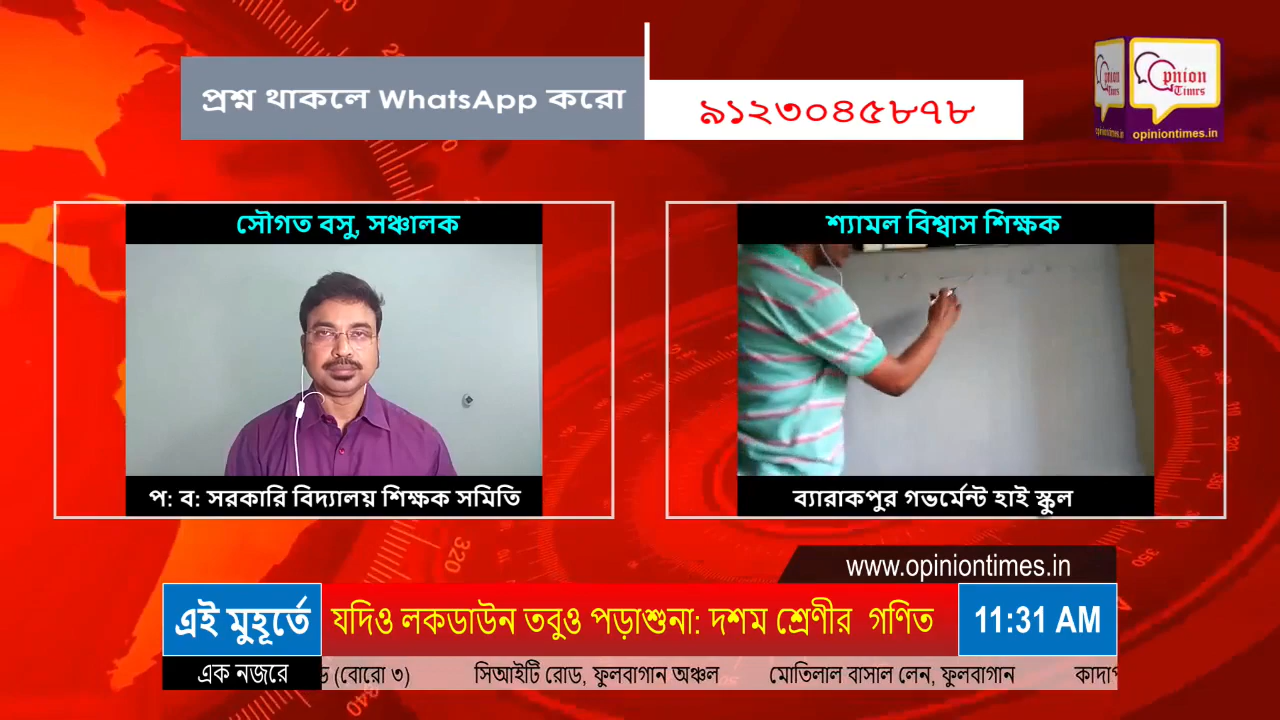 প্রশ্ন থাকলে WhatsApp করো
৯১২৩০৪৫৮৭৮
Opinion
Times
opiniontimes.in
সৌগত বসু, সঞ্চালক
প: ব: সরকারি বিদ্যালয় শিক্ষক সমিতি
শ্যামল বিশ্বাস শিক্ষক
ব্যারাকপুর গভর্মেন্ট হাই স্কুল
www.opiniontimes.in
এই মুহূর্তে
যদিও লকডাউন তবুও পড়াশুনা: দশম শ্রেণীর গণিত
11:31 AM
এক নজরে
(বোরো ৩) সিআইটি রোড, ফুলবাগান অঞ্চল মোতিলাল বাসাল লেন, ফুলবাগান